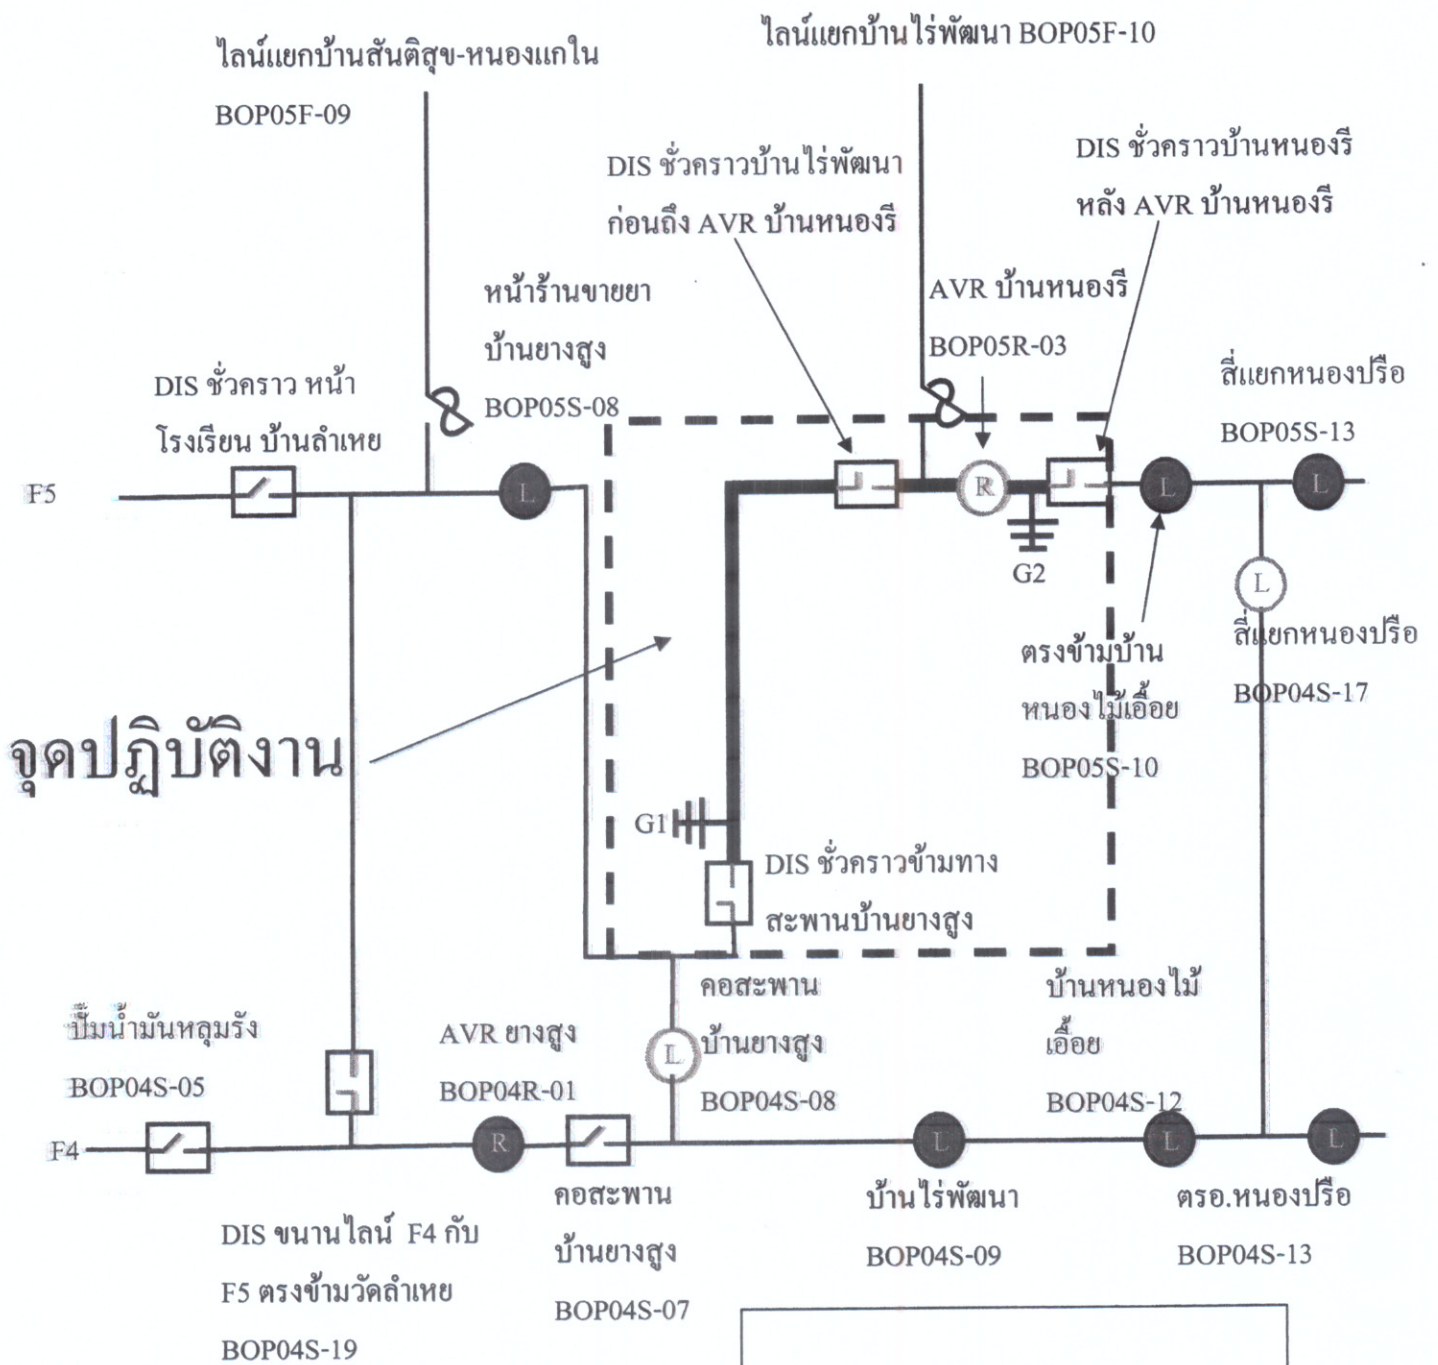 ไลน์แยกบ้านสันติสุข-หนองแกใน
BOP05F-09
ไลน์แยกบ้านไร่พัฒนา BOP05F-10
DIS ชั่วคราวบ้านไร่พัฒนา
ก่อนถึง AVR บ้านหนองรี
DIS ชั่วคราวบ้านหนองรี
หลัง AVR บ้านหนองรี
หน้าร้านขายยา
บ้านยางสูง
BOP05S-08
AVR บ้านหนองรี
BOP05R-03
สี่แยกหนองปรือ
BOP05S-13
DIS ชั่วคราว หน้า
โรงเรียน บ้านลำเหย
F5
L
R
L
L
G2
L
สี่แยกหนองปรือ
BOP04S-17
ตรงข้ามบ้าน
หนองไม้เอื้อย
BOP05S-10
จุดปฏิบัติงาน
G1
DIS ชั่วคราวข้ามทาง
สะพานบ้านยางสูง
ปั๊มน้ำมันหลุมรัง
BOP04S-05
AVR ยางสูง
BOP04R-01
L
คอสะพาน
บ้านยางสูง
BOP04S-08
บ้านหนองไม้
เอื้อย
BOP04S-12
F4
R
L
L
L
DIS ขนานไลน์ F4 กับ
F5 ตรงข้ามวัดลำเหย
BOP04S-19
คอสะพาน
บ้านยางสูง
BOP04S-07
บ้านไร่พัฒนา
BOP04S-09
ตรอ.หนองปรือ
BOP04S-13